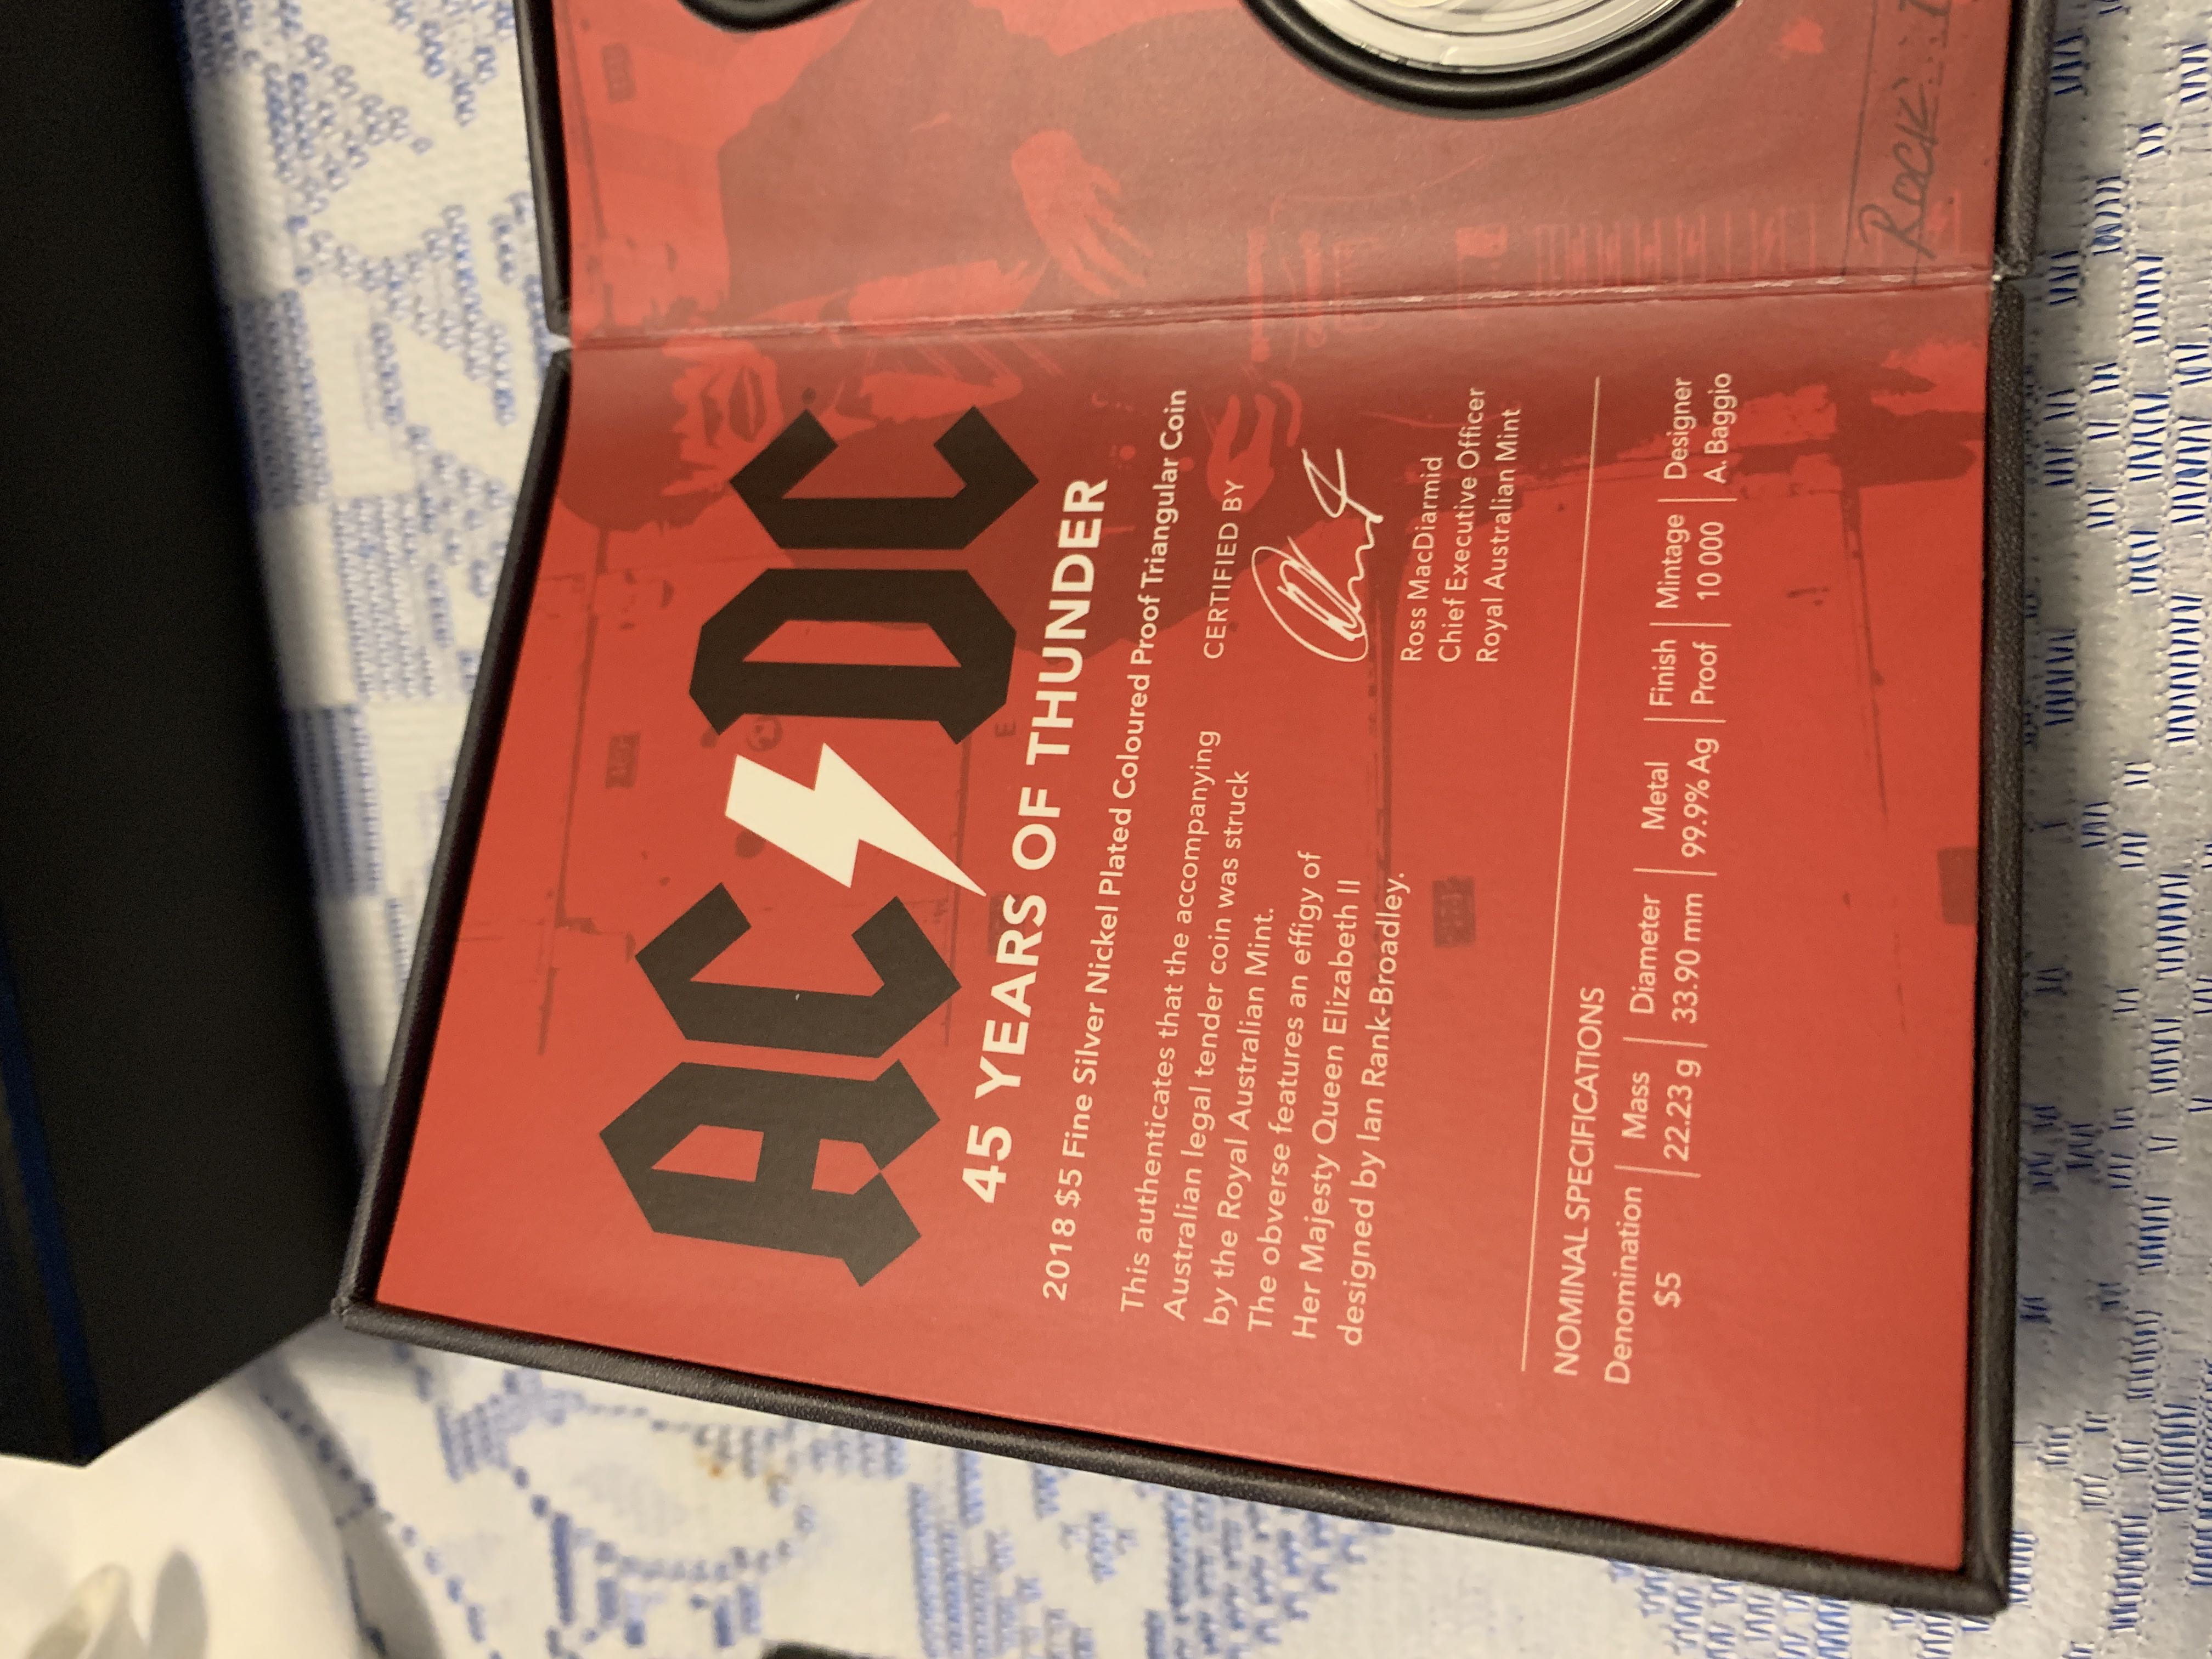 AC⚡DC
45 YEARS OF THUNDER
2018 $5 Fine Silver Nickel Plated Coloured Proof Triangular Coin
This authenticates that the accompanying
Australian legal tender coin was struck
by the Royal Australian Mint.
The obverse features an effigy of
Her Majesty Queen Elizabeth II
designed by Ian Rank-Broadley.
CERTIFIED BY
Ross MacDiarmid
Chief Executive Officer
Royal Australian Mint
NOMINAL SPECIFICATIONS
Denomination | Mass | Diameter | Metal | Finish | Mintage | Designer
$5 | 22.23 g | 33.90 mm | 99.9% Ag | Proof | 10 000 | A. Baggio
ROCK